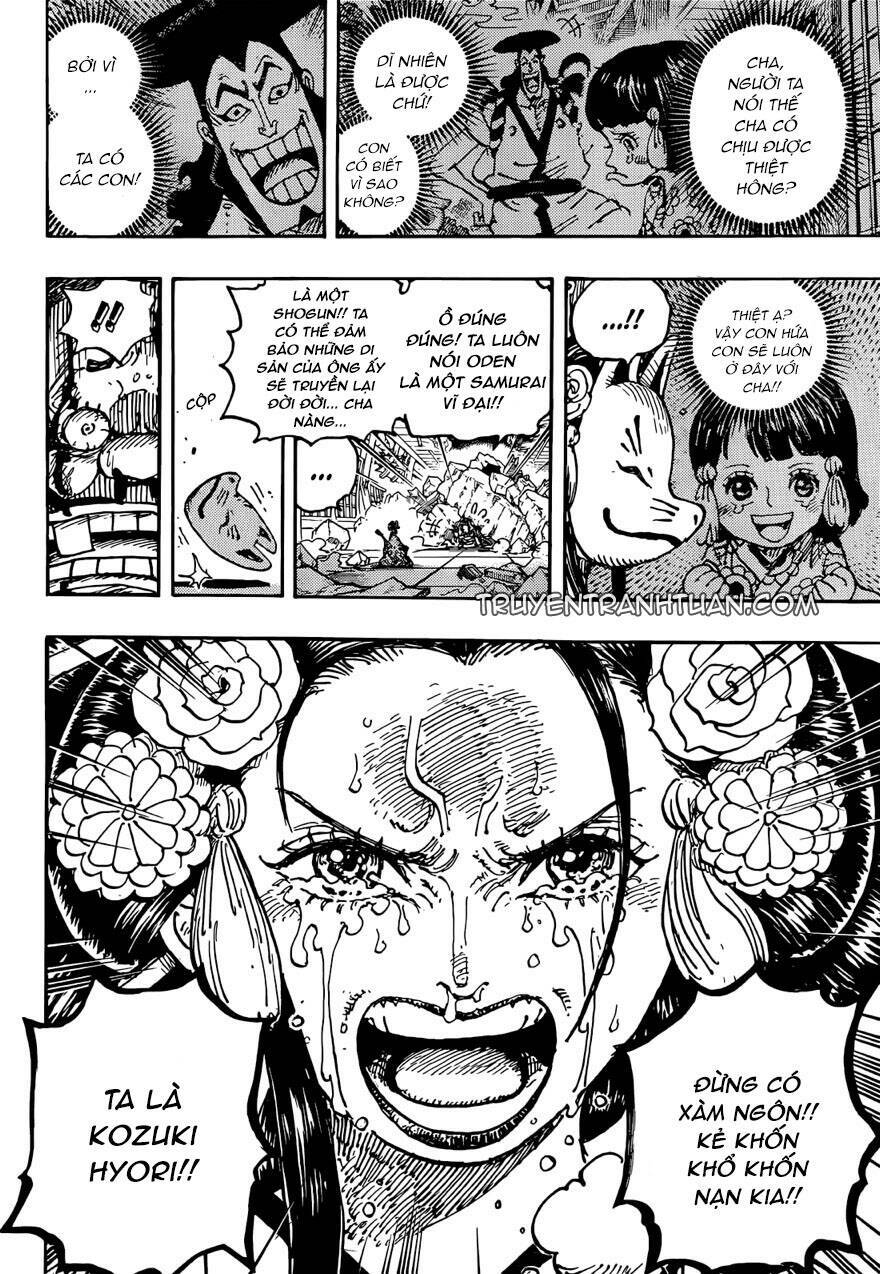 CHA,
NGƯỜI TA
NÓI THẾ
CHA CÓ
CHỊU ĐƯỢC
THIỆT
HÔNG?
DĨ NHIÊN
LÀ ĐƯỢC
CHỨ!
CON
CÓ BIẾT
VÌ SAO
KHÔNG?
BỞI VÌ
...
TA CÓ
CÁC CON!
THIỆT Ạ?
VẬY CON HỨA
CON SẼ LUÔN
Ở ĐÂY VỚI
CHA!!
...!!
Ồ ĐÚNG
ĐÚNG! TA LUÔN
NÓI ODEN
LÀ MỘT SAMURAI
VĨ ĐẠI!!
LÀ MỘT
SHOGUN!! TA
CÓ THỂ ĐẢM
BẢO NHỮNG DI
SẢN CỦA ÔNG ẤY
SẼ TRUYỀN LẠI
ĐỜI ĐỜI... CHA
NÀNG...
...
CỘP
!!
TRUYENTRANHTUAN.COM
ĐỪNG CÓ
XÀM NGÔN!!
KẺ KHỐN
KHỔ KHỐN
NẠN KIA!!
TA LÀ
KOZUKI
HYORI!!